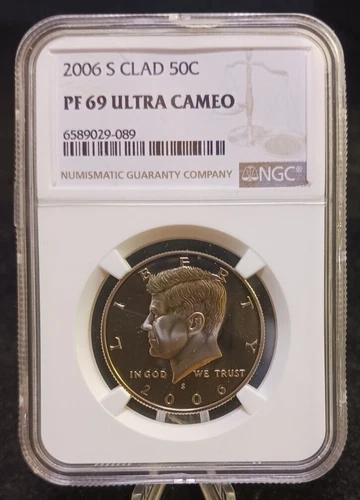 2006 S CLAD 50C
PF 69 ULTRA CAMEO
6589029-089
NUMISMATIC GUARANTY COMPANY
NGC®
LIBERTY
IN GOD WE TRUST
S
2006